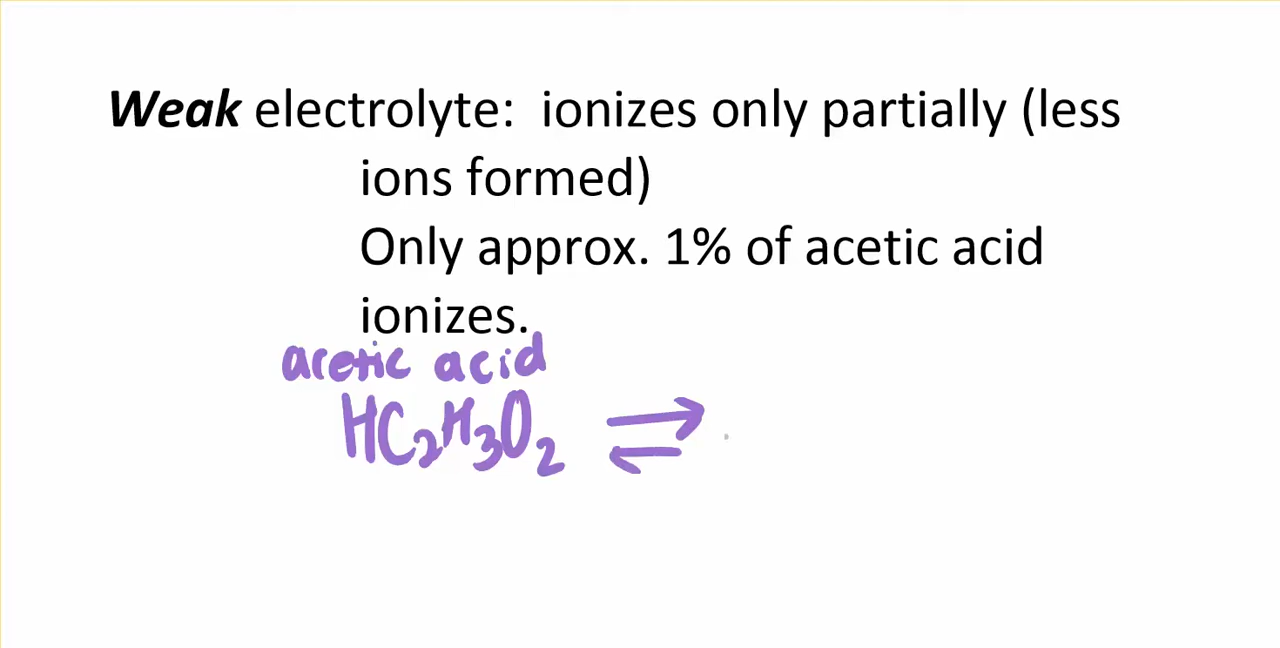 Weak electrolyte: ionizes only partially (less
ions formed)
Only approx. 1% of acetic acid
ionizes.
acetic acid
HC₂H₃O₂ ⇌